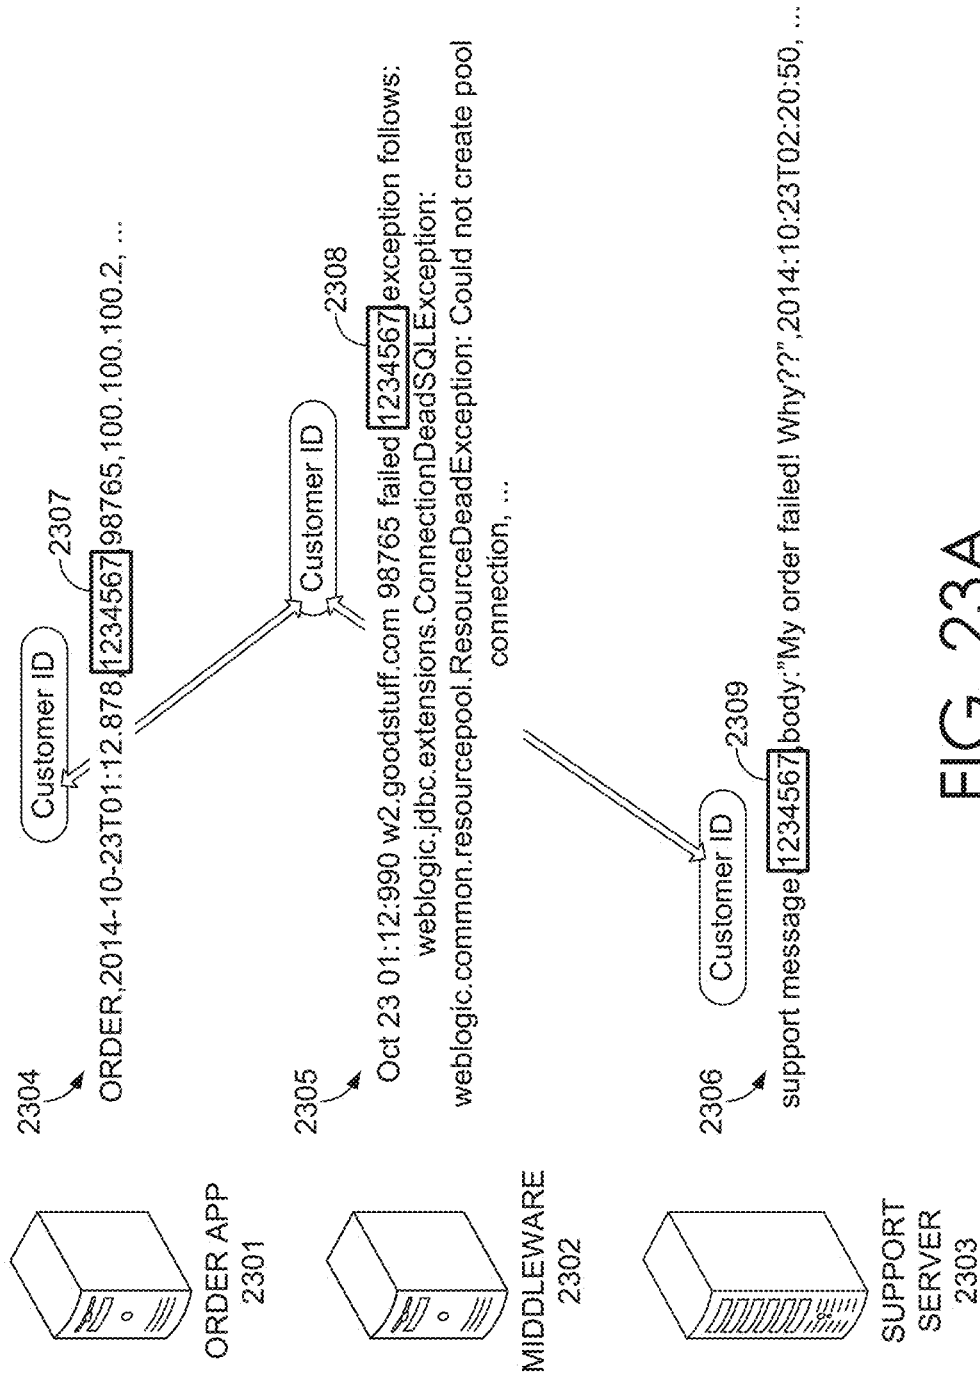 ORDER APP
2301
2304
ORDER,2014-10-23T01:12.878,1234567,98765,100.100.100.2, ...
2307
Customer ID
MIDDLEWARE
2302
2305
Oct 23 01:12:990 w2.goodstuff.com 98765 failed 1234567 exception follows:
weblogic.jdbc.extensions.ConnectionDeadSQLException:
weblogic.common.resourcepool.ResourceDeadException: Could not create pool
connection, ...
2308
Customer ID
SUPPORT
SERVER
2303
2306
support message,1234567,body:"My order failed! Why??",2014:10:23T02:20:50, ...
2309
Customer ID
FIG. 23A